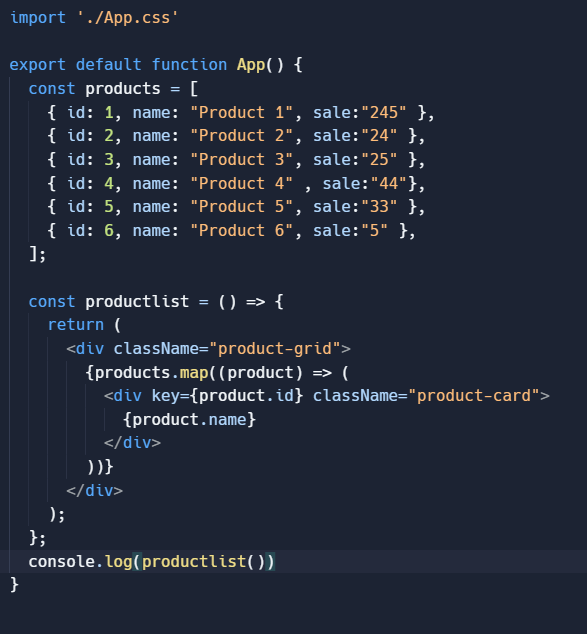 import './App.css'
export default function App() {
const products = [
{ id: 1, name: "Product 1", sale:"245" },
{ id: 2, name: "Product 2", sale:"24" },
{ id: 3, name: "Product 3", sale:"25" },
{ id: 4, name: "Product 4" , sale:"44"},
{ id: 5, name: "Product 5", sale:"33" },
{ id: 6, name: "Product 6", sale:"5" },
];
const productlist = () => {
return (
<div className="product-grid">
{products.map((product) => (
<div key={product.id} className="product-card">
{product.name}
</div>
))}
</div>
);
};
console.log(productlist())
}